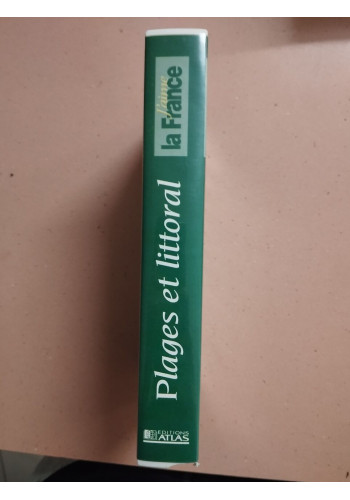 J'aime
la France
Plages et littoral
EDITIONS
ATLAS